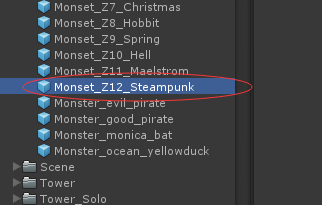 Monset_Z7_Christmas
Monset_Z8_Hobbit
Monset_Z9_Spring
Monset_Z10_Hell
Monset_Z11_Maelstrom
Monset_Z12_Steampunk
Monster_evil_pirate
Monster_good_pirate
Monster_monica_bat
Monster_ocean_yellowduck
Scene
Tower
Tower_Solo